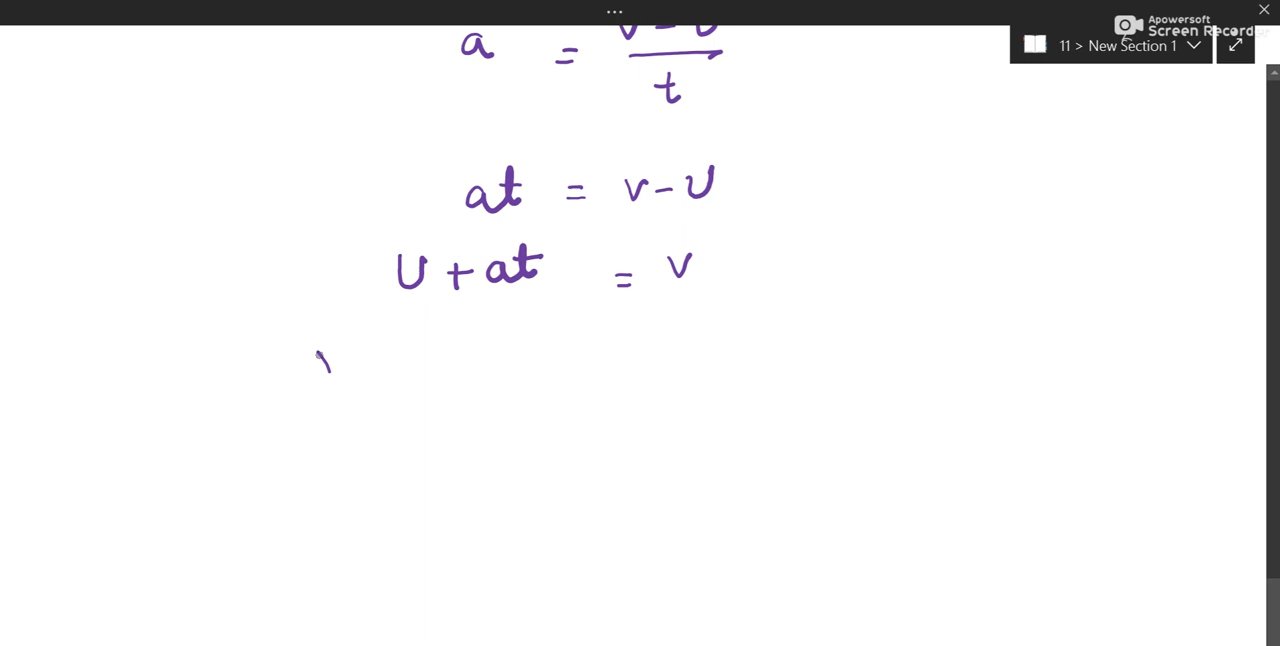 ...
Apowersoft
Screen Recorder
11 > New Section 1
a = v - u / t
at = v - u
u + at = v